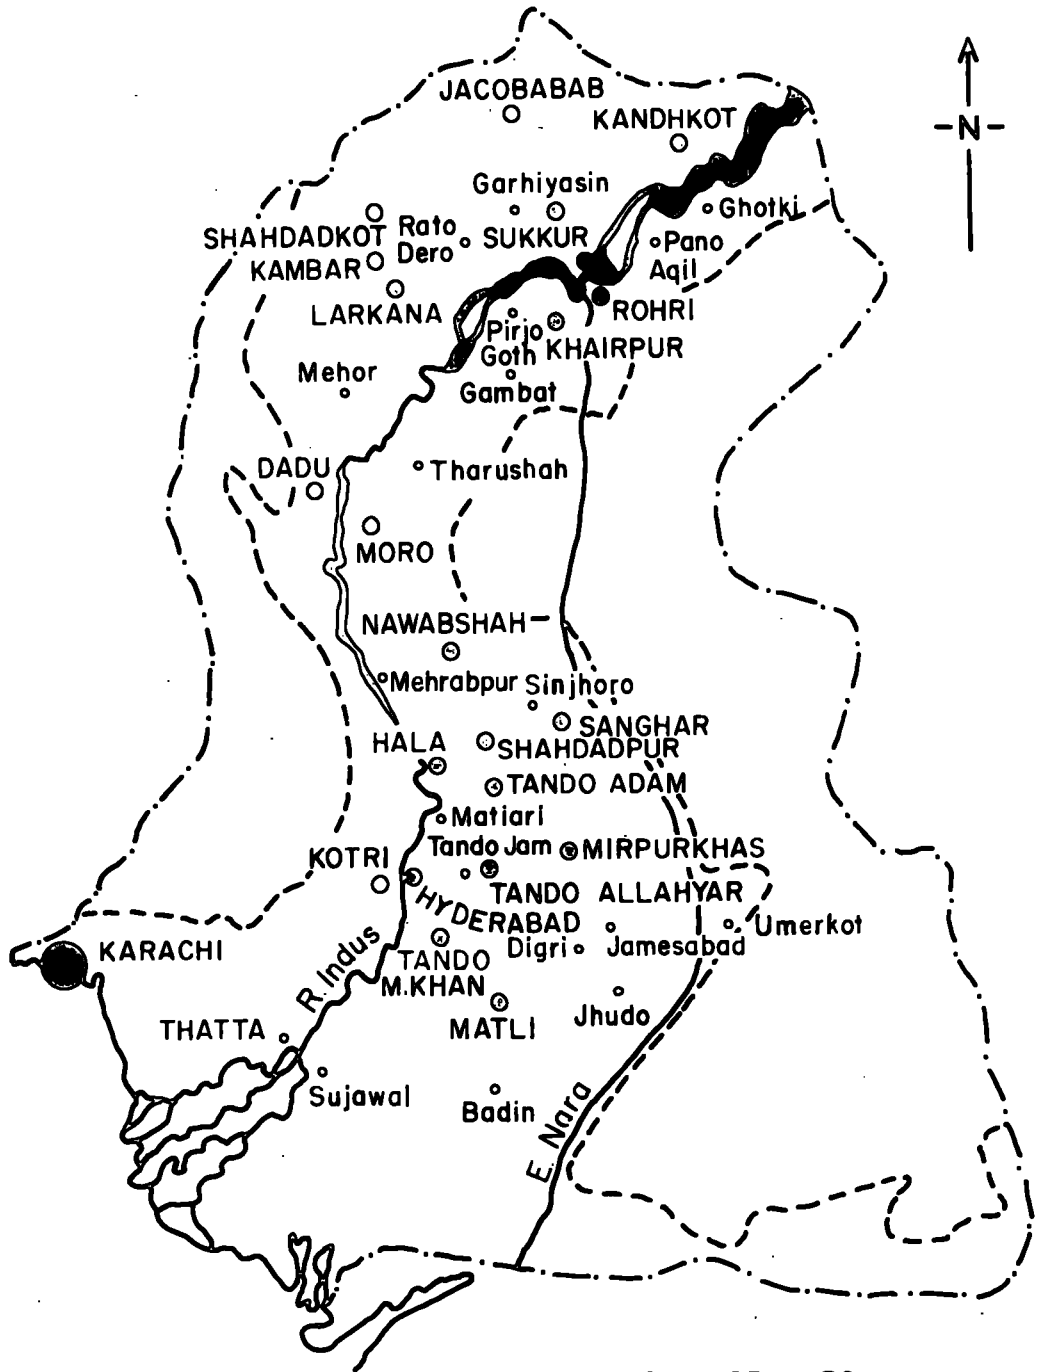 JACOBABAB
KANDHKOT
N
Garhiyasin
Ghotki
SHAHDADKOT
Rato
Dero
SUKKUR
Pano
Aqil
KAMBAR
LARKANA
ROHRI
Pirjo
Goth
KHAIRPUR
Mehor
Gambat
DADU
Tharushah
MORO
NAWABSHAH
Mehrabpur
Sinjhoro
SANGHAR
HALA
SHAHDADPUR
TANDO ADAM
Matiari
Tando Jam
MIRPURKHAS
KOTRI
TANDO ALLAHYAR
HYDERABAD
Umerkot
KARACHI
Digri
Jamesabad
TANDO
M.KHAN
R. Indus
MATLI
Jhudo
THATTA
Sujawal
Badin
E. Nara